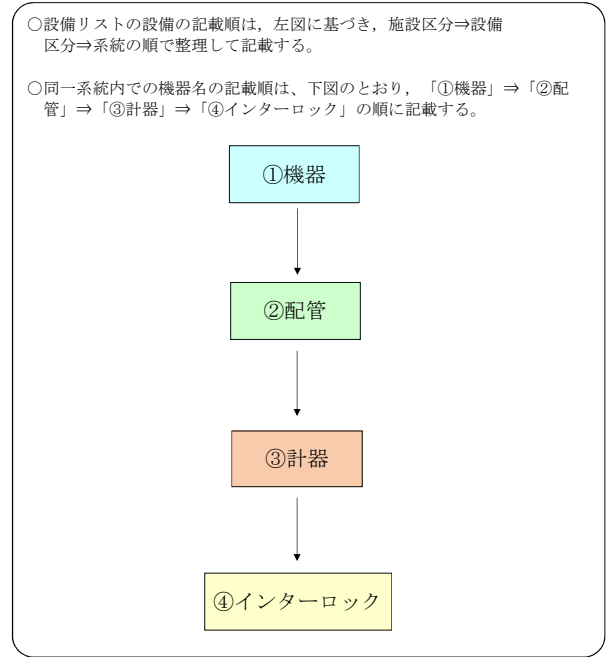 ○設備リストの設備の記載順は，左図に基づき，施設区分⇒設備
区分⇒系統の順で整理して記載する。
○同一系統内での機器名の記載順は、下図のとおり，「①機器」⇒「②配
管」⇒「③計器」⇒「④インターロック」の順に記載する。
①機器
②配管
③計器
④インターロック